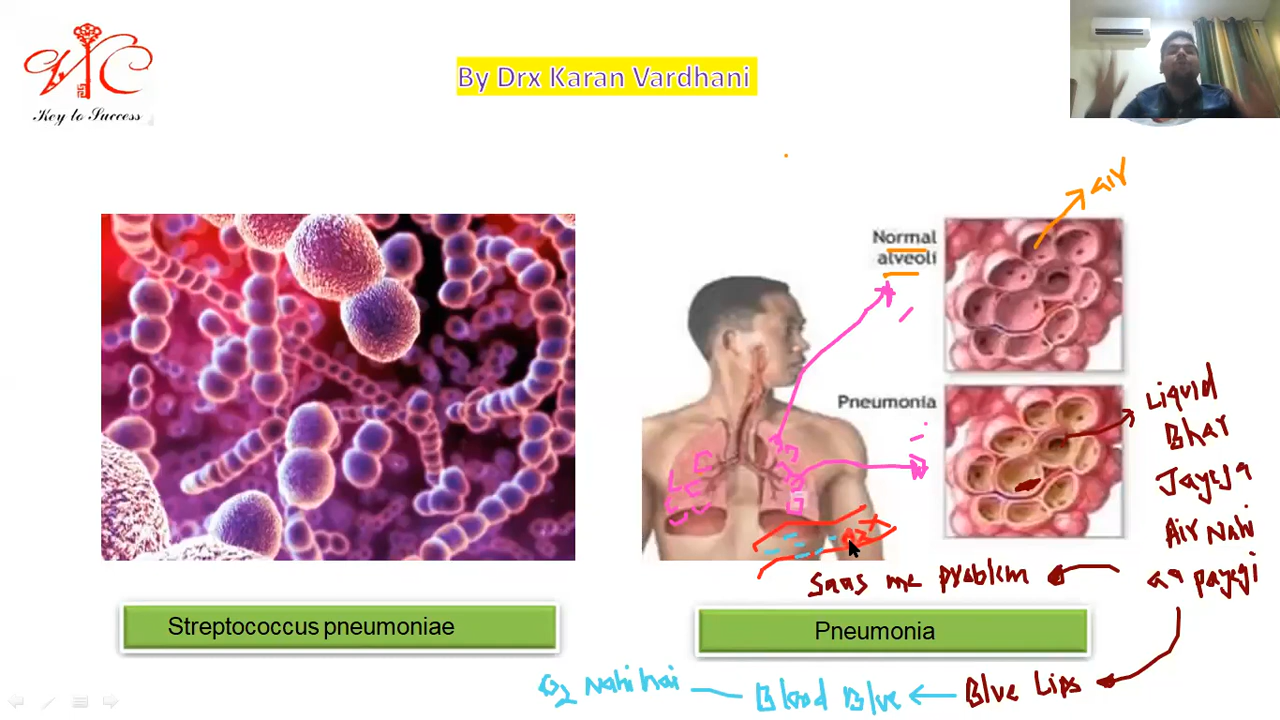 Key to Success
By Drx Karan Vardhani
air
Normal
alveoli
Pneumonia
Liquid
Bhar
Jayega
Air Nahi
aa payegi
Saas me problem
Streptococcus pneumoniae
Pneumonia
Blue Lips
Blood Blue
O2 Nahi hai